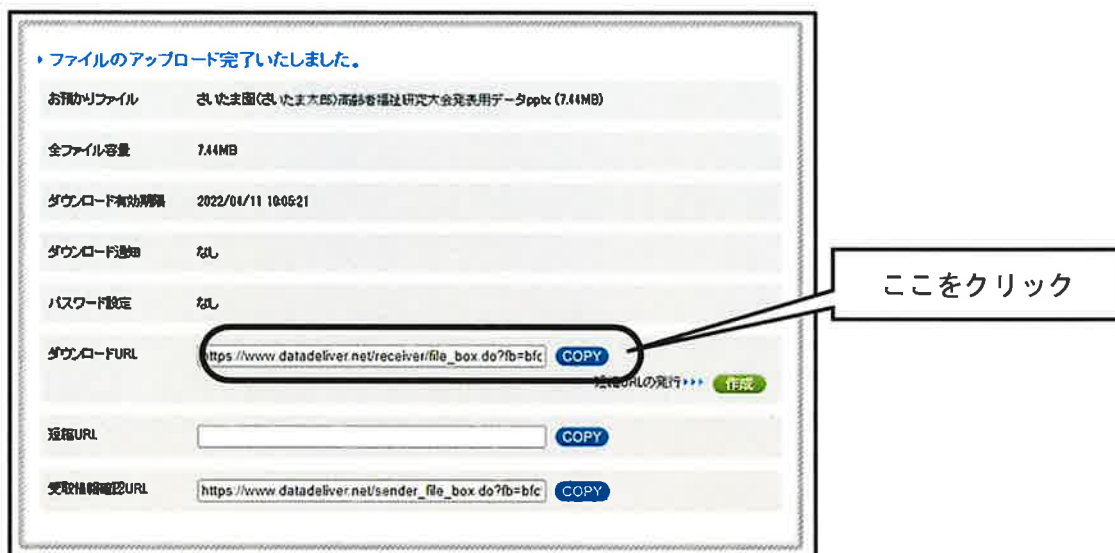 ファイルのアップロード完了いたしました。
お預かりファイル さいたま園(さいたま太郎)高齢者福祉研究大会発表用データpptx (7.44MB)
全ファイル容量 7.44MB
ダウンロード有効期限 2022/04/11 10:05:21
ダウンロード通知 なし
パスワード設定 なし
ダウンロードURL https://www.datadeliver.net/receiver/file_box.do?fb=bfc COPY
ここをクリック
短縮URLの発行 作成
短縮URL COPY
受取情報確認URL https://www.datadeliver.net/sender_file_box.do?fb=bfc COPY